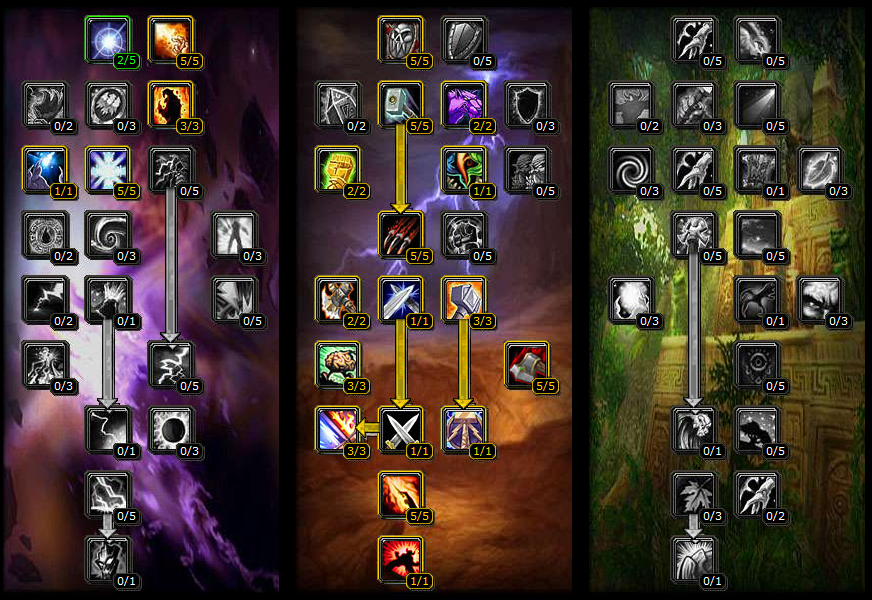 2/5 5/5
0/2 0/3 3/3
1/1 5/5 0/5
0/2 0/3 0/3
0/2 0/1 0/5
0/3 0/5
0/1 0/3
0/5
0/1
5/5 0/5
0/2 5/5 2/2 0/3
2/2 1/1 0/5
5/5 0/5
2/2 1/1 3/3
3/3 5/5
3/3 1/1 1/1
5/5
1/1
0/5 0/5
0/2 0/3 0/5
0/3 0/5 0/1 0/3
0/5 0/5
0/3 0/1 0/3
0/5
0/1 0/5
0/3 0/2
0/1